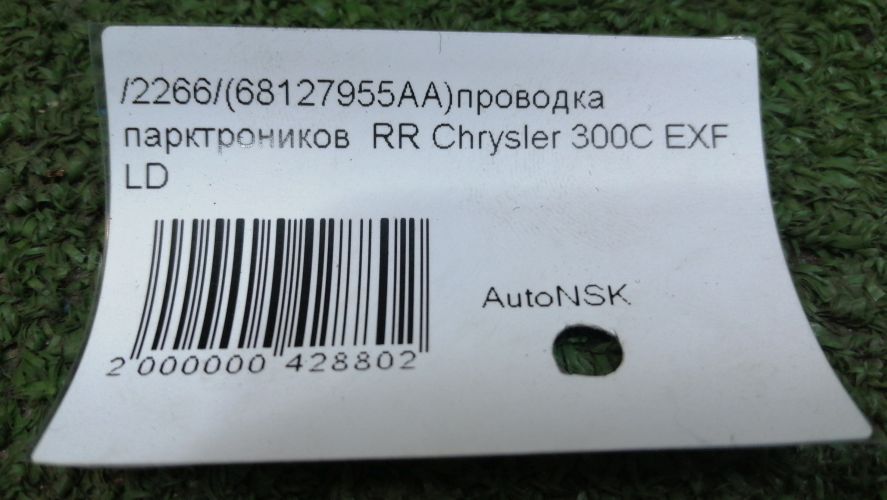 /2266/(68127955AA)проводка
парктроников RR Chrysler 300C EXF
LD
AutoNSK
2 000000 428802